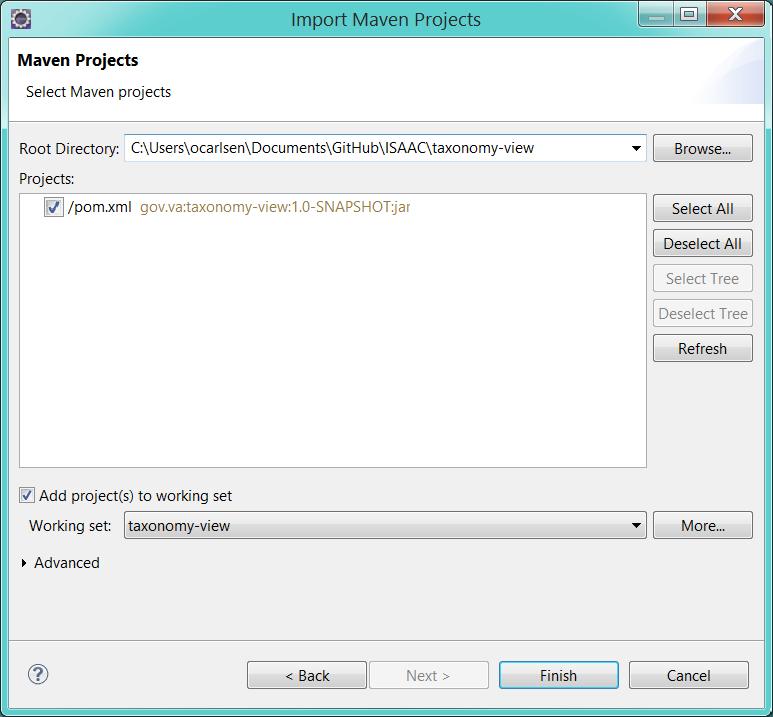 Import Maven Projects
Maven Projects
Select Maven projects
Root Directory: C:\Users\ocarlsen\Documents\GitHub\ISAAC\taxonomy-view Browse...
Projects:
/pom.xml gov.va:taxonomy-view:1.0-SNAPSHOT:jar
Select All
Deselect All
Select Tree
Deselect Tree
Refresh
Add project(s) to working set
Working set: taxonomy-view More...
Advanced
? < Back Next > Finish Cancel